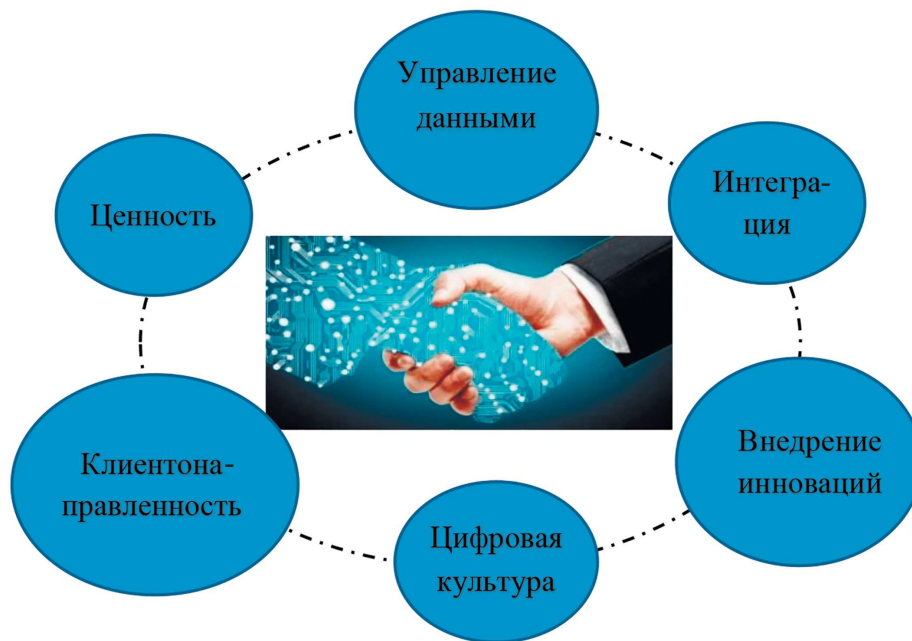 Управление
данными
Интегра-
ция
Ценность
Внедрение
инноваций
Клиентона-
правленность
Цифровая
культура